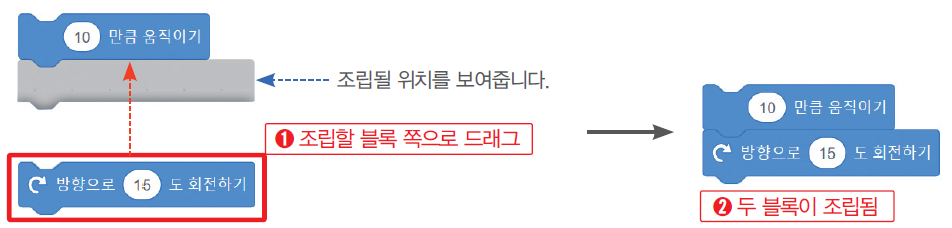 10 만큼 움직이기
조립될 위치를 보여줍니다.
❶ 조립할 블록 쪽으로 드래그
방향으로 15 도 회전하기
10 만큼 움직이기
방향으로 15 도 회전하기
❷ 두 블록이 조립됨